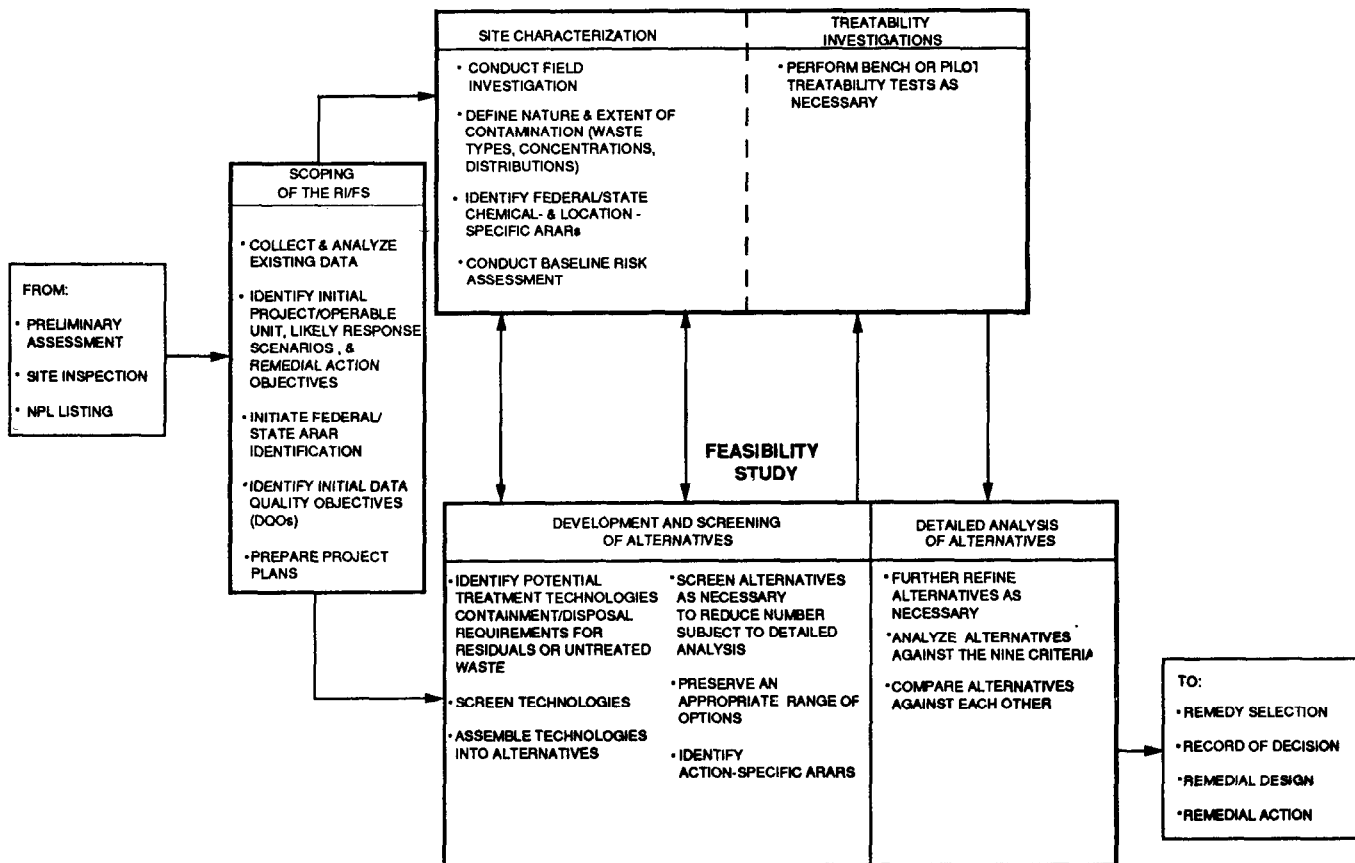 FROM:
• PRELIMINARY
ASSESSMENT
• SITE INSPECTION
• NPL LISTING
SCOPING
OF THE RI/FS
• COLLECT & ANALYZE
EXISTING DATA
• IDENTIFY INITIAL
PROJECT/OPERABLE
UNIT, LIKELY RESPONSE
SCENARIOS , &
REMEDIAL ACTION
OBJECTIVES
• INITIATE FEDERAL/
STATE ARAR
IDENTIFICATION
• IDENTIFY INITIAL DATA
QUALITY OBJECTIVES
(DQOs)
• PREPARE PROJECT
PLANS
SITE CHARACTERIZATION
• CONDUCT FIELD
INVESTIGATION
• DEFINE NATURE & EXTENT OF
CONTAMINATION (WASTE
TYPES, CONCENTRATIONS,
DISTRIBUTIONS)
• IDENTIFY FEDERAL/STATE
CHEMICAL- & LOCATION -
SPECIFIC ARARs
• CONDUCT BASELINE RISK
ASSESSMENT
TREATABILITY
INVESTIGATIONS
• PERFORM BENCH OR PILOT
TREATABILITY TESTS AS
NECESSARY
FEASIBILITY
STUDY
DEVELOPMENT AND SCREENING
OF ALTERNATIVES
• IDENTIFY POTENTIAL
TREATMENT TECHNOLOGIES
CONTAINMENT/DISPOSAL
REQUIREMENTS FOR
RESIDUALS OR UNTREATED
WASTE
• SCREEN TECHNOLOGIES
• ASSEMBLE TECHNOLOGIES
INTO ALTERNATIVES
• SCREEN ALTERNATIVES
AS NECESSARY
TO REDUCE NUMBER
SUBJECT TO DETAILED
ANALYSIS
• PRESERVE AN
APPROPRIATE RANGE OF
OPTIONS
• IDENTIFY
ACTION-SPECIFIC ARARS
DETAILED ANALYSIS
OF ALTERNATIVES
• FURTHER REFINE
ALTERNATIVES AS
NECESSARY
• ANALYZE ALTERNATIVES
AGAINST THE NINE CRITERIA
• COMPARE ALTERNATIVES
AGAINST EACH OTHER
TO:
• REMEDY SELECTION
• RECORD OF DECISION
• REMEDIAL DESIGN
• REMEDIAL ACTION